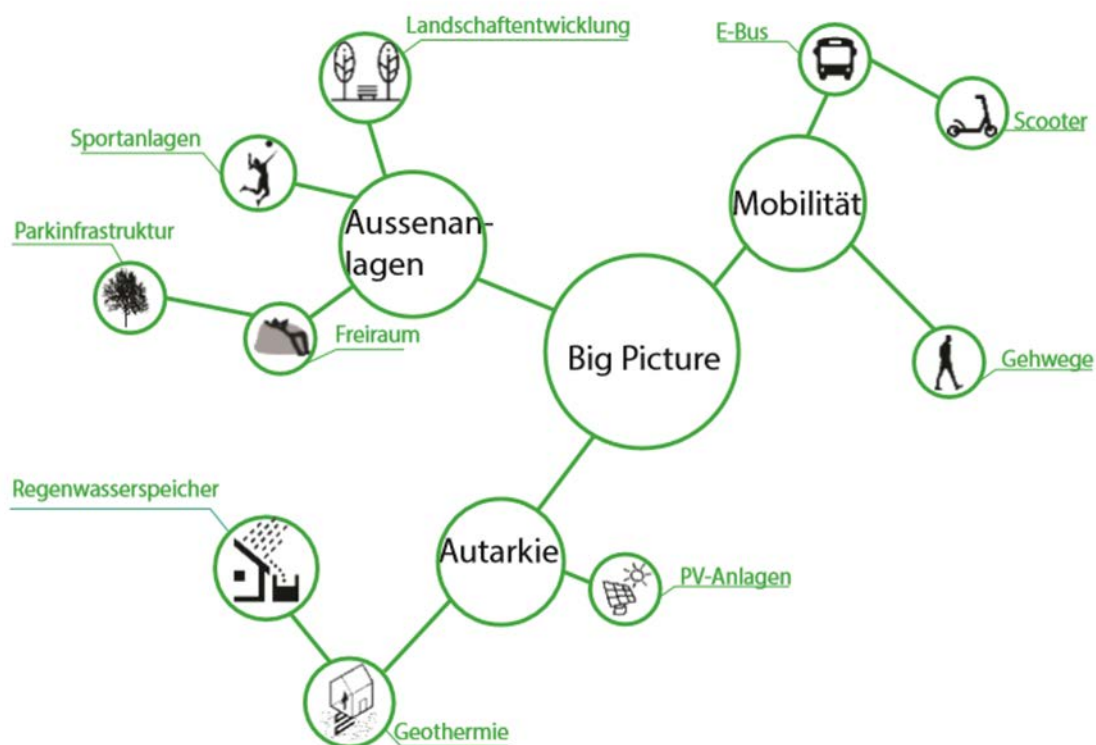 Landschaftentwicklung
E-Bus
Scooter
Sportanlagen
Mobilität
Aussenan-
lagen
Parkinfrastruktur
Freiraum
Big Picture
Gehwege
Regenwasserspeicher
Autarkie
PV-Anlagen
Geothermie